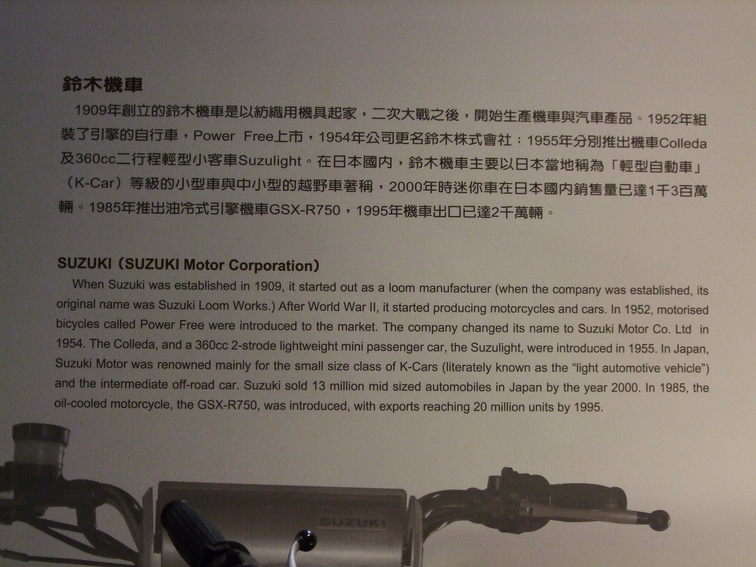 鈴木機車
1909年創立的鈴木機車是以紡織用機具起家，二次大戰之後，開始生產機車與汽車產品。1952年組
裝了引擎的自行車，Power Free上市，1954年公司更名鈴木株式會社；1955年分別推出機車Colleda
及360cc二行程輕型小客車Suzulight。在日本國內，鈴木機車主要以日本當地稱為「輕型自動車」
（K-Car）等級的小型車與中小型的越野車著稱，2000年時迷你車在日本國內銷售量已達1千3百萬
輛。1985年推出油冷式引擎機車GSX-R750，1995年機車出口已達2千萬輛。
SUZUKI（SUZUKI Motor Corporation）
When Suzuki was established in 1909, it started out as a loom manufacturer (when the company was established, its
original name was Suzuki Loom Works.) After World War II, it started producing motorcycles and cars. In 1952, motorised
bicycles called Power Free were introduced to the market. The company changed its name to Suzuki Motor Co. Ltd in
1954. The Colleda, and a 360cc 2-strode lightweight mini passenger car, the Suzulight, were introduced in 1955. In Japan,
Suzuki Motor was renowned mainly for the small size class of K-Cars (literately known as the “light automotive vehicle”)
and the intermediate off-road car. Suzuki sold 13 million mid sized automobiles in Japan by the year 2000. In 1985, the
oil-cooled motorcycle, the GSX-R750, was introduced, with exports reaching 20 million units by 1995.
SUZUKI